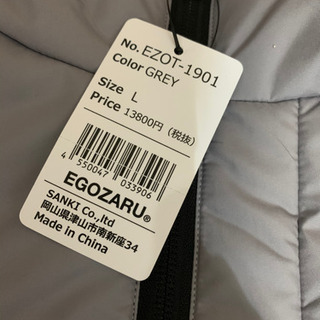 No. EZOT-1901
Color GREY
Size L
Price 13800円（税抜）
4 550047 033906
EGOZARU®
SANKI Co.,ltd
岡山県津山市南新座34
Made in China